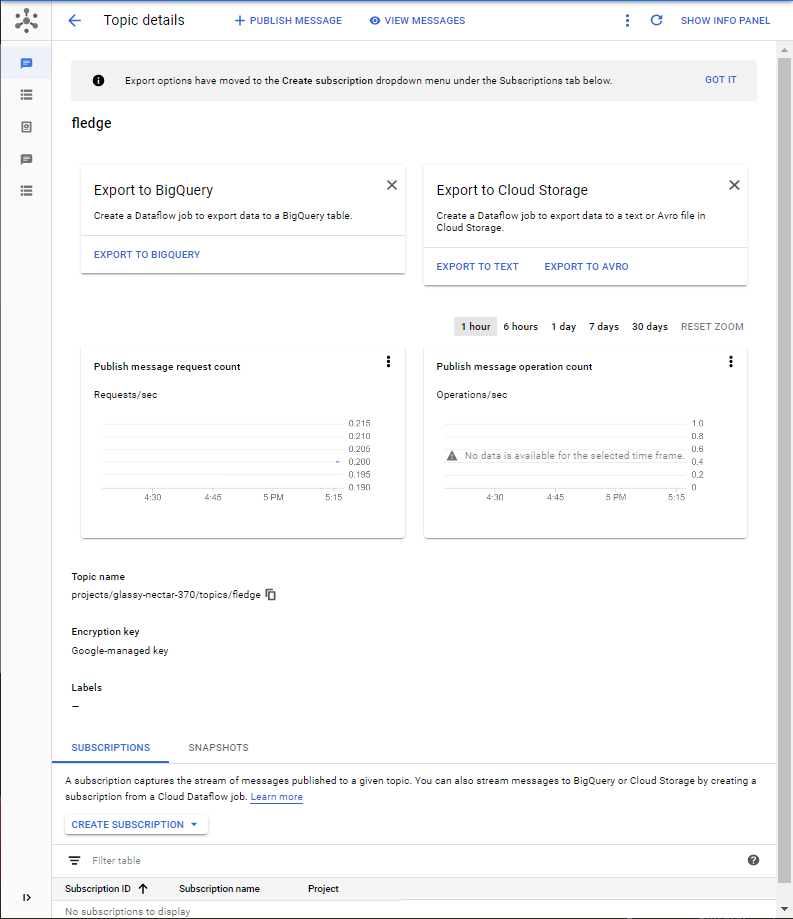 Topic details
PUBLISH MESSAGE
VIEW MESSAGES
SHOW INFO PANEL
Export options have moved to the Create subscription dropdown menu under the Subscriptions tab below.
GOT IT
fledge
Export to BigQuery
Create a Dataflow job to export data to a BigQuery table.
EXPORT TO BIGQUERY
Export to Cloud Storage
Create a Dataflow job to export data to a text or Avro file in
Cloud Storage.
EXPORT TO TEXT EXPORT TO AVRO
1 hour 6 hours 1 day 7 days 30 days RESET ZOOM
Publish message request count
Requests/sec
0.215
0.210
0.205
0.200
0.195
0.190
4:30 4:45 5 PM 5:15
Publish message operation count
Operations/sec
1.0
0.8
0.6
No data is available for the selected time frame.
0.4
0.2
0
4:30 4:45 5 PM 5:15
Topic name
projects/glassy-nectar-370/topics/fledge
Encryption key
Google-managed key
Labels
—
SUBSCRIPTIONS SNAPSHOTS
A subscription captures the stream of messages published to a given topic. You can also stream messages to BigQuery or Cloud Storage by creating a
subscription from a Cloud Dataflow job. Learn more
CREATE SUBSCRIPTION
Filter table
Subscription ID Subscription name Project
No subscriptions to display